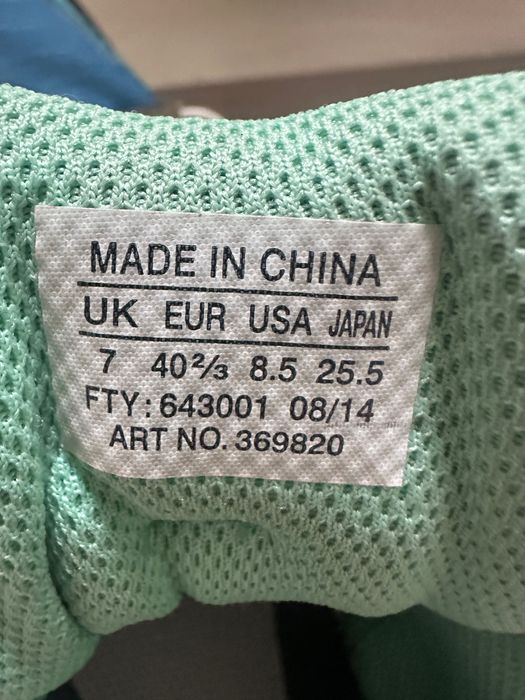 MADE IN CHINA
UK EUR USA JAPAN
7 40⅔ 8.5 25.5
FTY: 643001 08/14
ART NO. 369820